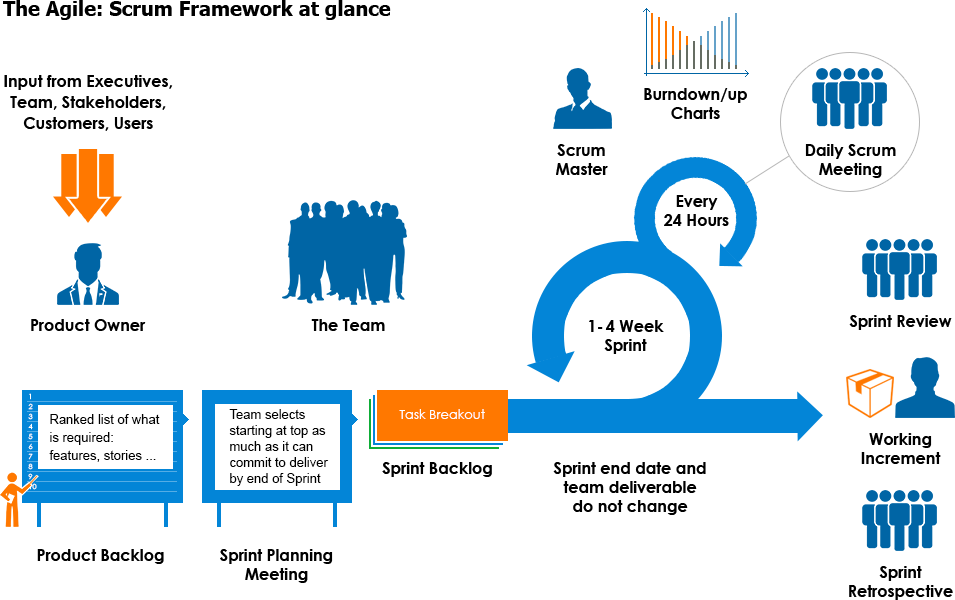 The Agile: Scrum Framework at glance
Input from Executives,
Team, Stakeholders,
Customers, Users
Product Owner
The Team
Scrum
Master
Burndown/up
Charts
Daily Scrum
Meeting
Every
24 Hours
1-4 Week
Sprint
Sprint Review
1
2
3
4
5
6
7
8
9
10
Ranked list of what
is required:
features, stories ...
Product Backlog
Team selects
starting at top as
much as it can
commit to deliver
by end of Sprint
Sprint Planning
Meeting
Task Breakout
Sprint Backlog
Sprint end date and
team deliverable
do not change
Working
Increment
Sprint
Retrospective